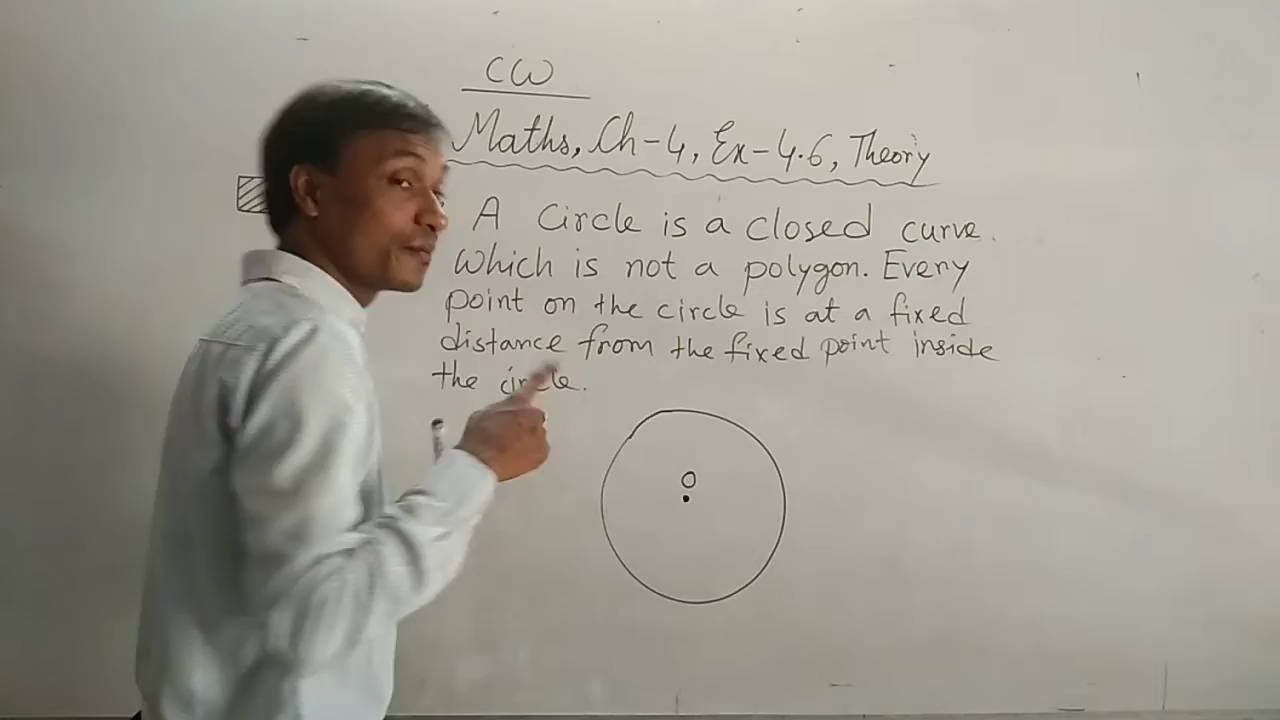 CW
Maths, Ch-4, Ex-4.6, Theory
A Circle is a closed curve.
Which is not a polygon. Every
point on the circle is at a fixed
distance from the fixed point inside
the circle.
O